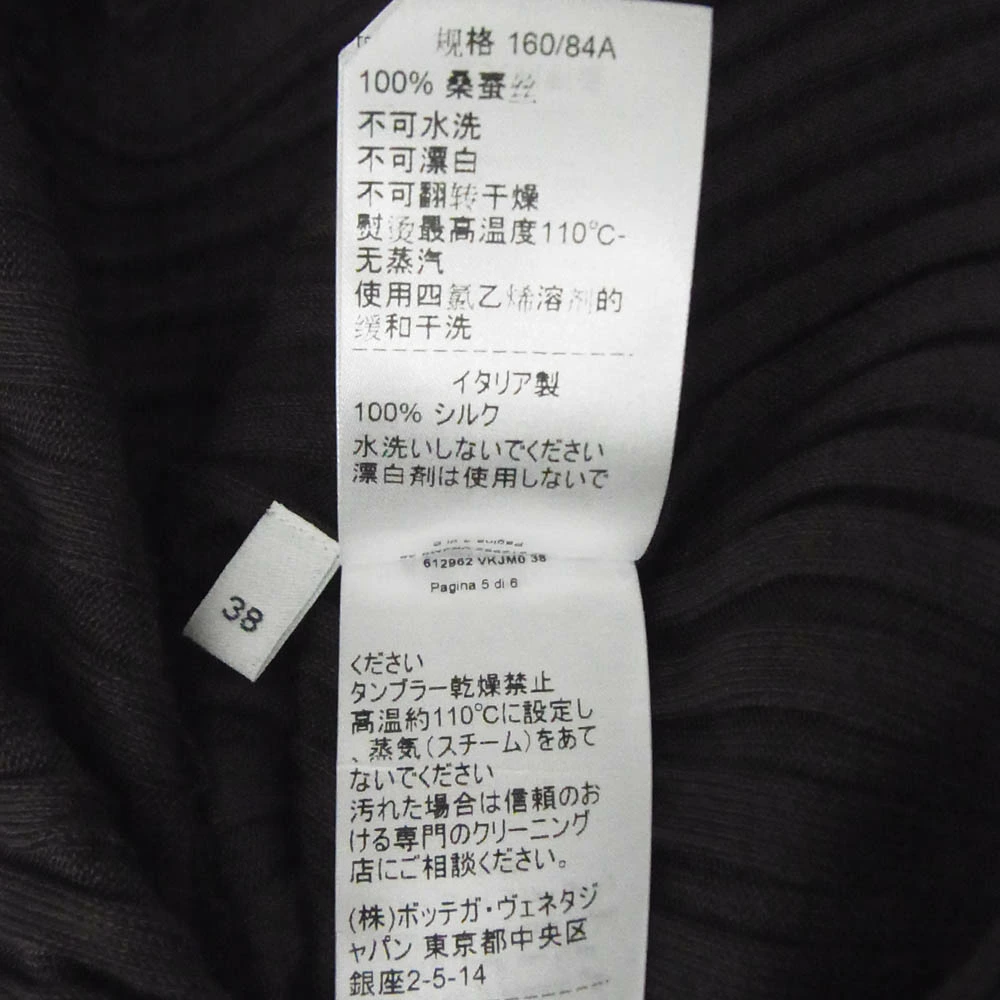 规格 160/84A
100% 桑蚕丝
不可水洗
不可漂白
不可翻转干燥
熨烫最高温度110℃-
无蒸汽
使用四氯乙烯溶剂的
缓和干洗
イタリア製
100% シルク
水洗いしないでください
漂白剤は使用しないで
612962 VKJM0 38
Pagina 5 di 6
38
ください
タンブラー乾燥禁止
高温約110℃に設定し
、蒸気(スチーム)をあて
ないでください
汚れた場合は信頼のお
ける専門のクリーニング
店にご相談ください。
(株)ボッテガ・ヴェネタジ
ャパン 東京都中央区
銀座2-5-14